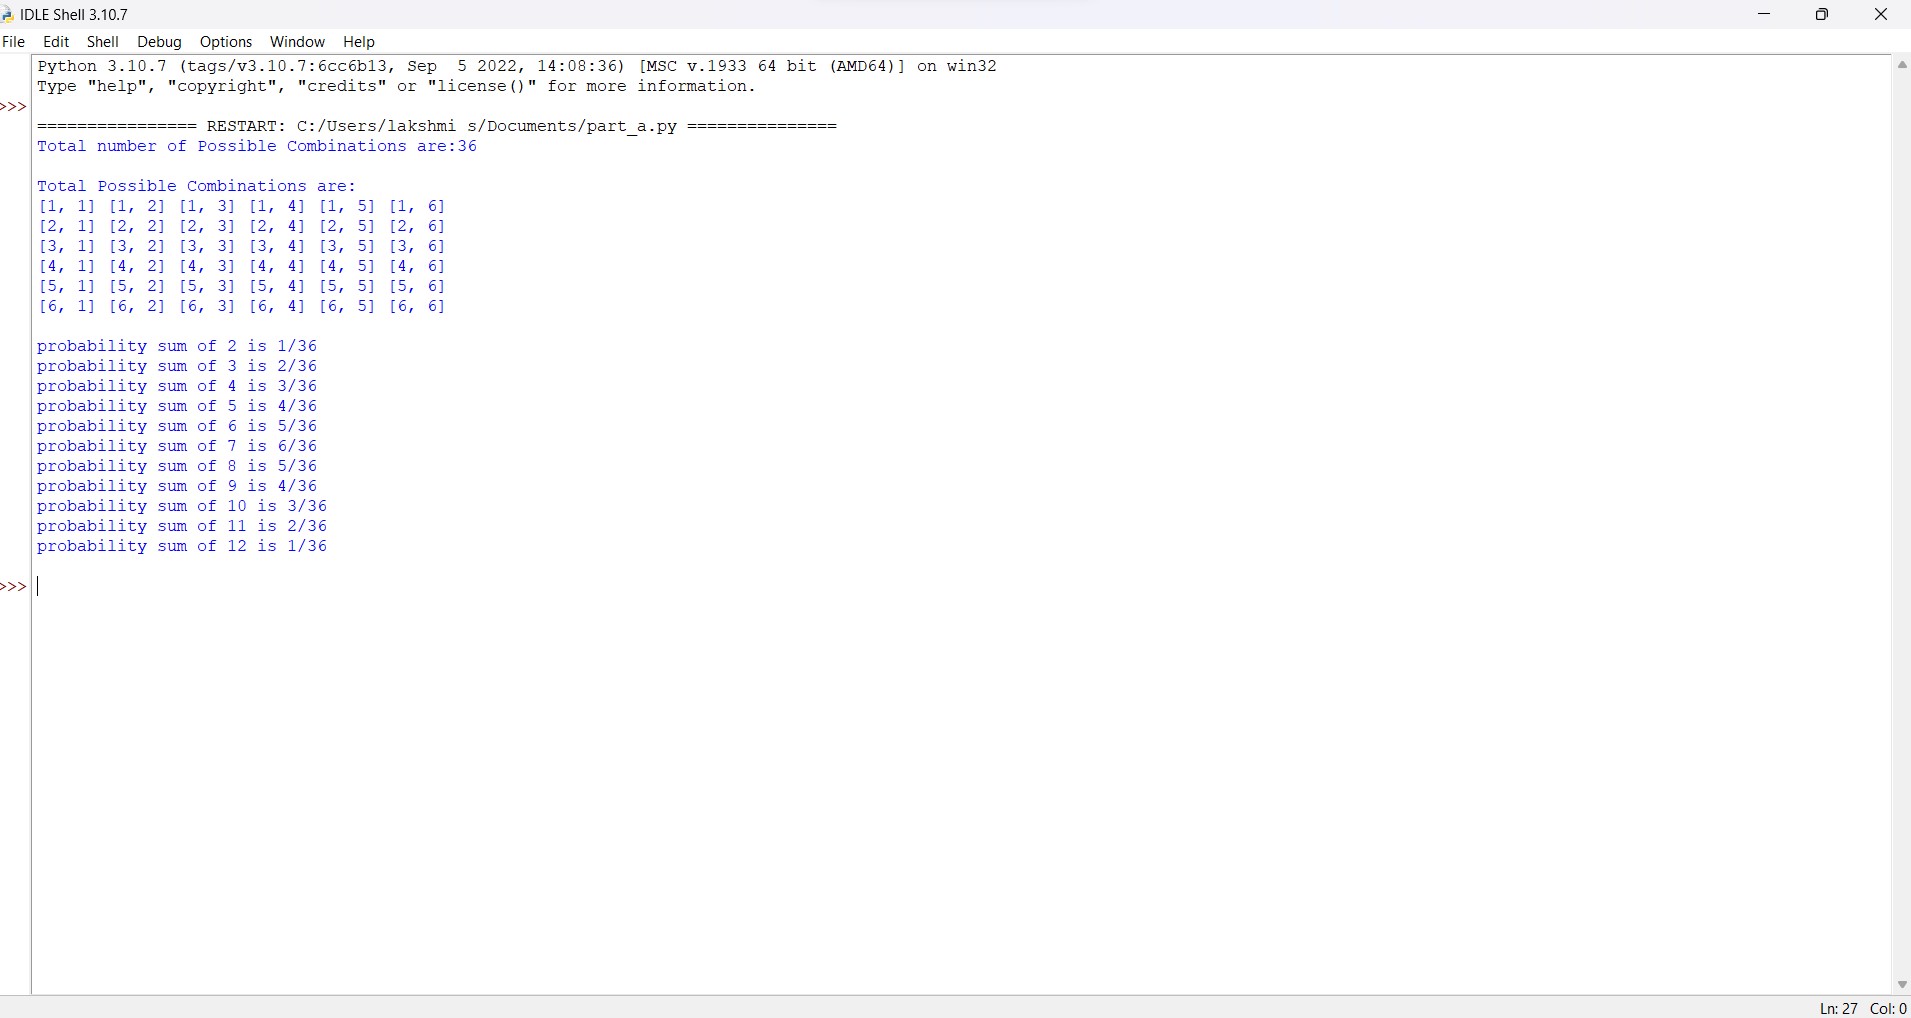 IDLE Shell 3.10.7
File Edit Shell Debug Options Window Help
Python 3.10.7 (tags/v3.10.7:6cc6b13, Sep  5 2022, 14:08:36) [MSC v.1933 64 bit (AMD64)] on win32
Type "help", "copyright", "credits" or "license()" for more information.
>>>
================ RESTART: C:/Users/lakshmi s/Documents/part_a.py ===============
Total number of Possible Combinations are:36
Total Possible Combinations are:
[1, 1] [1, 2] [1, 3] [1, 4] [1, 5] [1, 6]
[2, 1] [2, 2] [2, 3] [2, 4] [2, 5] [2, 6]
[3, 1] [3, 2] [3, 3] [3, 4] [3, 5] [3, 6]
[4, 1] [4, 2] [4, 3] [4, 4] [4, 5] [4, 6]
[5, 1] [5, 2] [5, 3] [5, 4] [5, 5] [5, 6]
[6, 1] [6, 2] [6, 3] [6, 4] [6, 5] [6, 6]
probability sum of 2 is 1/36
probability sum of 3 is 2/36
probability sum of 4 is 3/36
probability sum of 5 is 4/36
probability sum of 6 is 5/36
probability sum of 7 is 6/36
probability sum of 8 is 5/36
probability sum of 9 is 4/36
probability sum of 10 is 3/36
probability sum of 11 is 2/36
probability sum of 12 is 1/36
>>>
Ln: 27 Col: 0